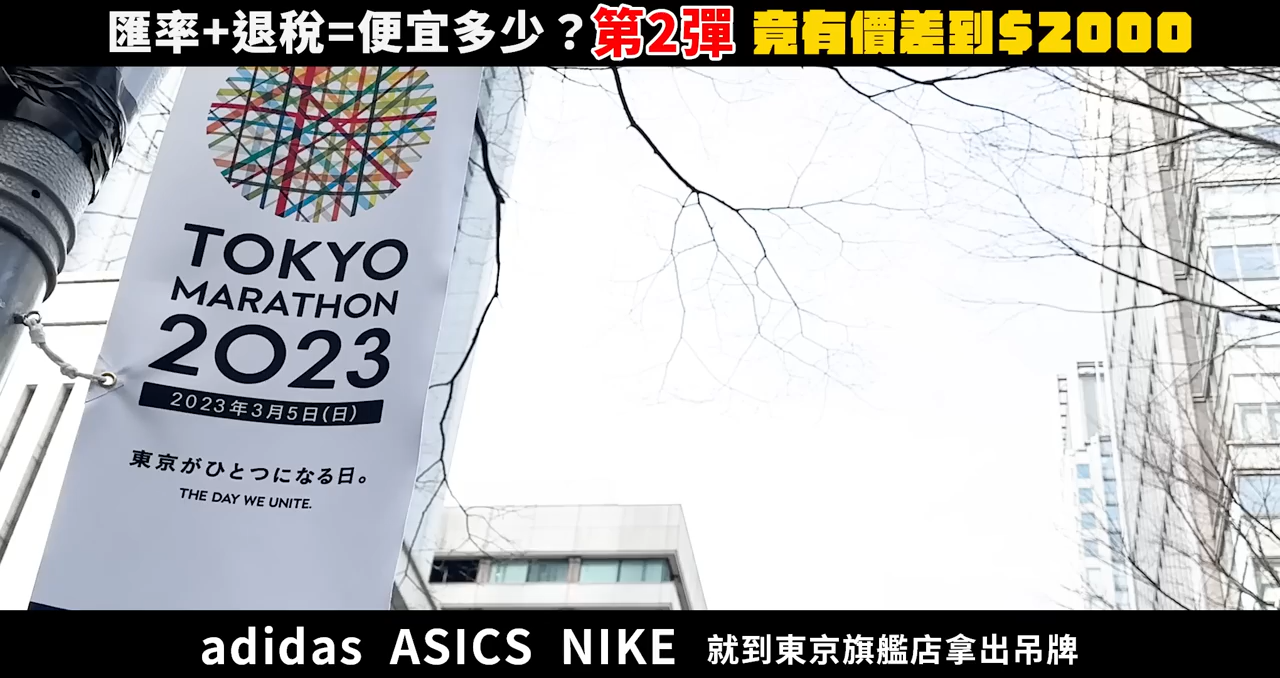 匯率+退稅=便宜多少？第2彈 竟有價差到$2000
TOKYO
MARATHON
2023
2023年3月5日(日)
東京がひとつになる日。
THE DAY WE UNITE.
adidas ASICS NIKE 就到東京旗艦店拿出吊牌